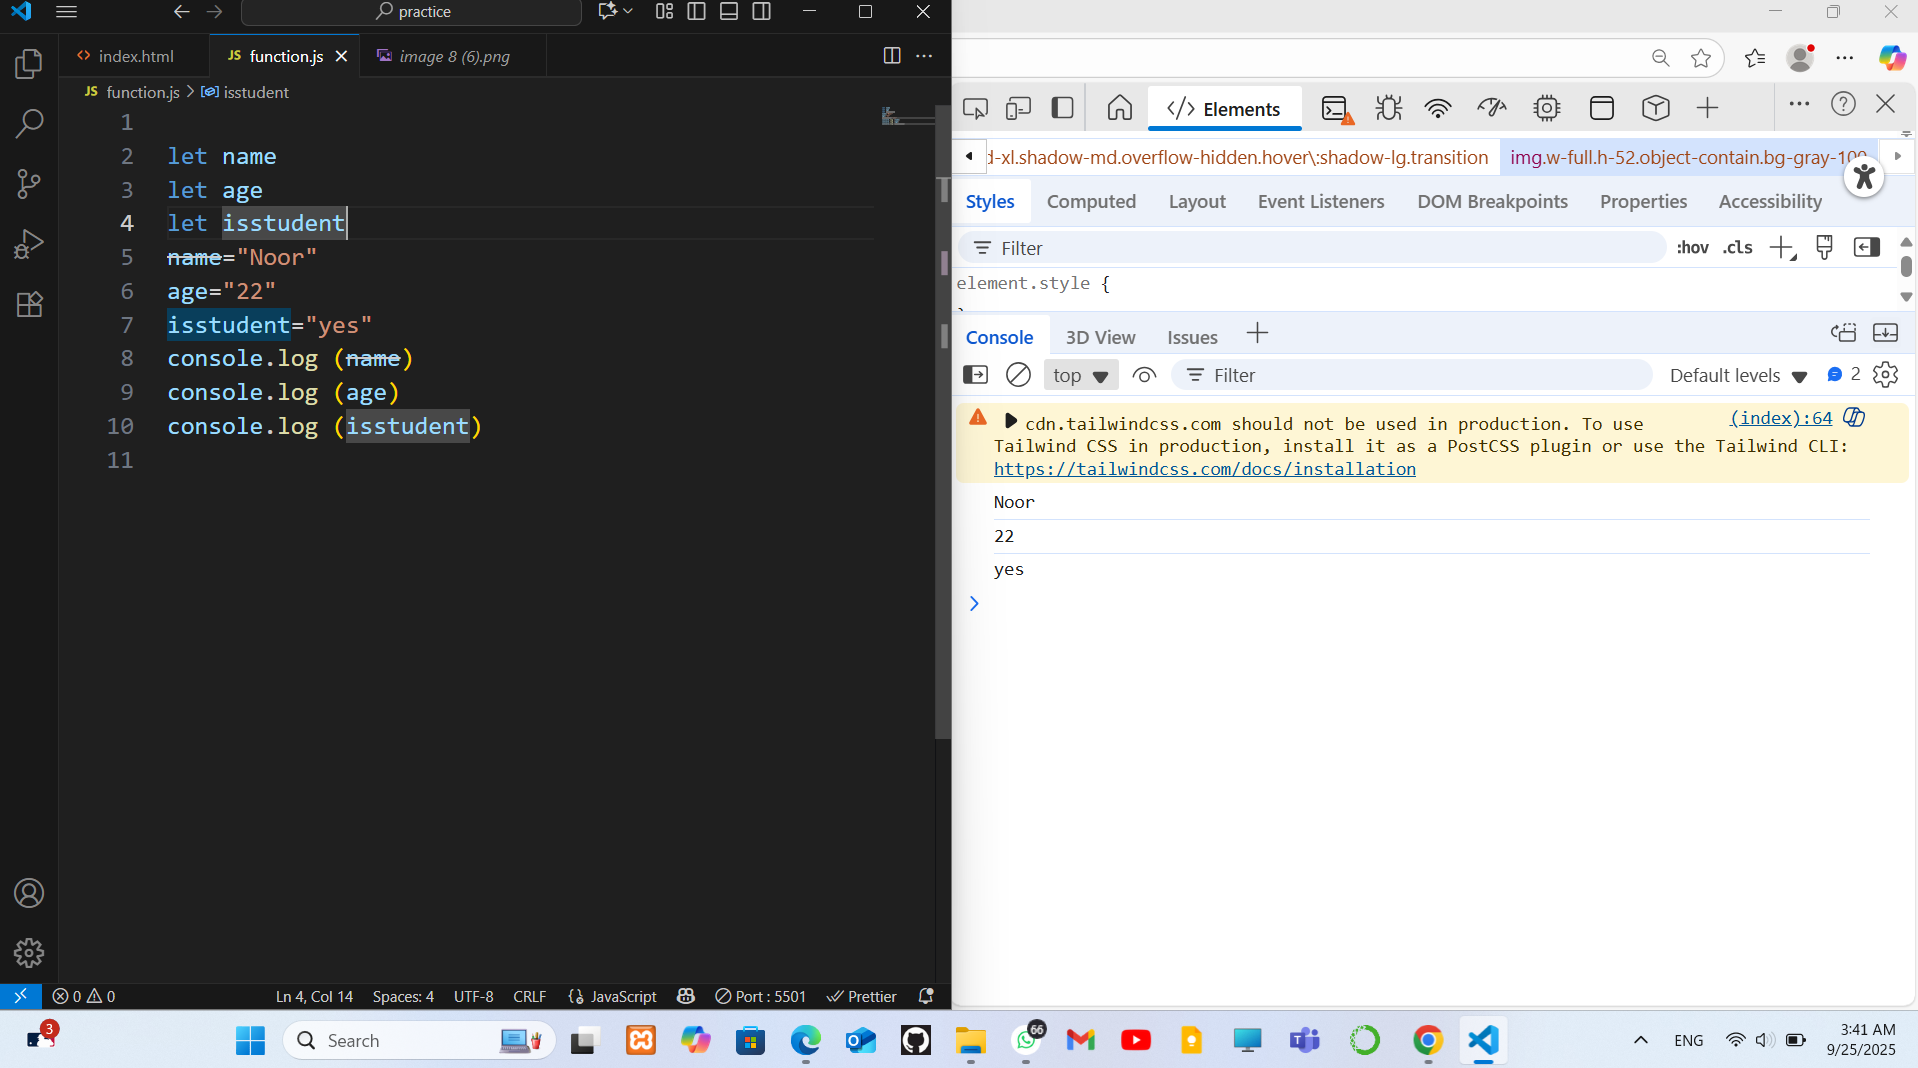 practice
index.html
JS function.js
image 8 (6).png
JS function.js > isstudent
1
2 let name
3 let age
4 let isstudent
5 name="Noor"
6 age="22"
7 isstudent="yes"
8 console.log (name)
9 console.log (age)
10 console.log (isstudent)
11
0 0
Ln 4, Col 14 Spaces: 4 UTF-8 CRLF JavaScript Port : 5501 Prettier
Elements
d-xl.shadow-md.overflow-hidden.hover\:shadow-lg.transition img.w-full.h-52.object-contain.bg-gray-100
Styles Computed Layout Event Listeners DOM Breakpoints Properties Accessibility
Filter :hov .cls
element.style {
Console 3D View Issues
top Filter Default levels 2
cdn.tailwindcss.com should not be used in production. To use (index):64
Tailwind CSS in production, install it as a PostCSS plugin or use the Tailwind CLI:
https://tailwindcss.com/docs/installation
Noor
22
yes
3
Search
66
ENG
3:41 AM
9/25/2025